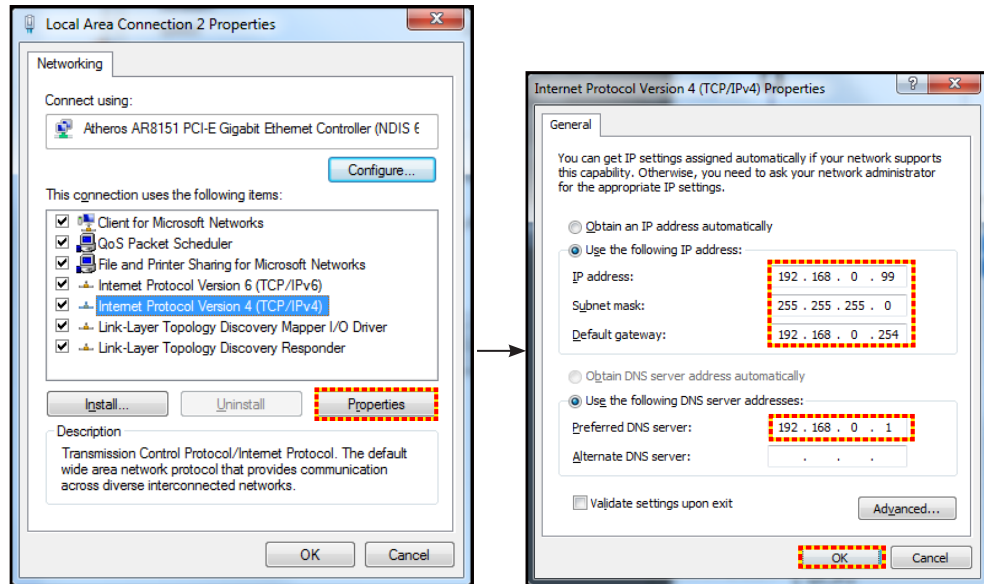 Local Area Connection 2 Properties
Networking
Connect using:
Atheros AR8151 PCI-E Gigabit Ethernet Controller (NDIS 6
Configure...
This connection uses the following items:
Client for Microsoft Networks
QoS Packet Scheduler
File and Printer Sharing for Microsoft Networks
Internet Protocol Version 6 (TCP/IPv6)
Internet Protocol Version 4 (TCP/IPv4)
Link-Layer Topology Discovery Mapper I/O Driver
Link-Layer Topology Discovery Responder
Install... Uninstall Properties
Description
Transmission Control Protocol/Internet Protocol. The default
wide area network protocol that provides communication
across diverse interconnected networks.
OK Cancel
Internet Protocol Version 4 (TCP/IPv4) Properties
General
You can get IP settings assigned automatically if your network supports
this capability. Otherwise, you need to ask your network administrator
for the appropriate IP settings.
Obtain an IP address automatically
Use the following IP address:
IP address: 192 . 168 . 0 . 99
Subnet mask: 255 . 255 . 255 . 0
Default gateway: 192 . 168 . 0 . 254
Obtain DNS server address automatically
Use the following DNS server addresses:
Preferred DNS server: 192 . 168 . 0 . 1
Alternate DNS server: . . .
Validate settings upon exit
Advanced...
OK Cancel